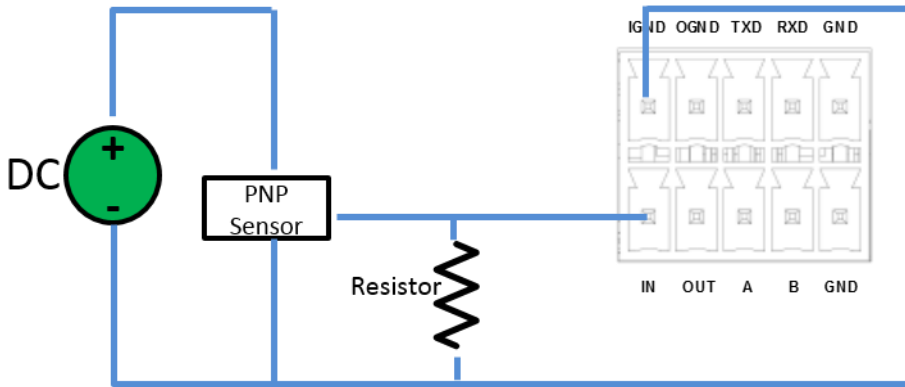 IGND OGND TXD RXD GND
+
DC
-
PNP
Sensor
Resistor
IN OUT A B GND